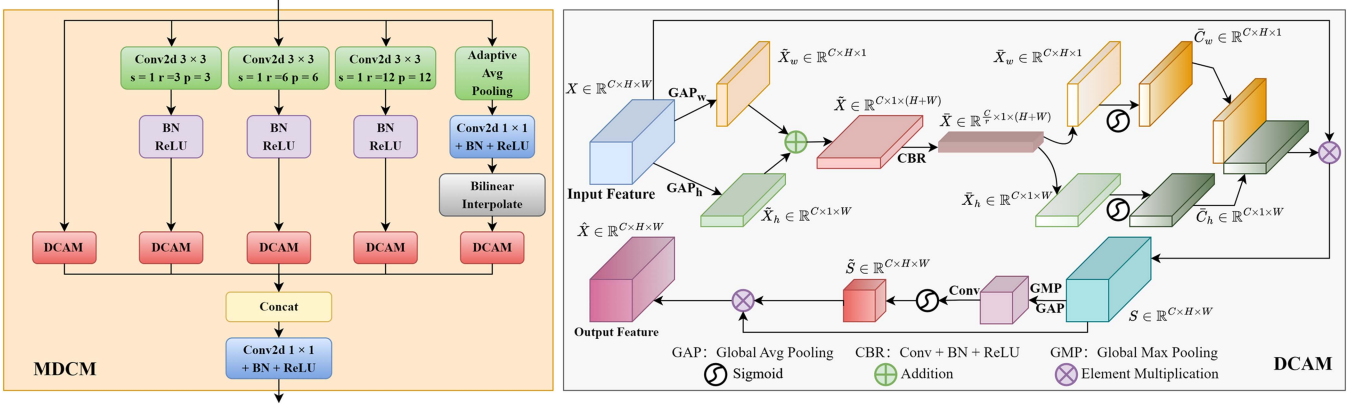 Conv2d 3 × 3
s = 1 r =3 p = 3
Conv2d 3 × 3
s = 1 r =6 p = 6
Conv2d 3 × 3
s = 1 r =12 p = 12
Adaptive
Avg
Pooling
BN
ReLU
BN
ReLU
BN
ReLU
Conv2d 1 × 1
+ BN + ReLU
Bilinear
Interpolate
DCAM
DCAM
DCAM
DCAM
DCAM
Concat
Conv2d 1 × 1
+ BN + ReLU
MDCM
X ∈ ℝ^{C×H×W}
Input Feature
GAP_w
GAP_h
X̃_w ∈ ℝ^{C×H×1}
X̃_h ∈ ℝ^{C×1×W}
X̃ ∈ ℝ^{C×1×(H+W)}
CBR
X̄ ∈ ℝ^{C/r×1×(H+W)}
X̄_w ∈ ℝ^{C×H×1}
X̄_h ∈ ℝ^{C×1×W}
C̄_w ∈ ℝ^{C×H×1}
C̄_h ∈ ℝ^{C×1×W}
X̂ ∈ ℝ^{C×H×W}
Output Feature
S̃ ∈ ℝ^{C×H×W}
Conv
GMP
GAP
S ∈ ℝ^{C×H×W}
GAP: Global Avg Pooling
CBR: Conv + BN + ReLU
GMP: Global Max Pooling
Sigmoid
Addition
Element Multiplication
DCAM